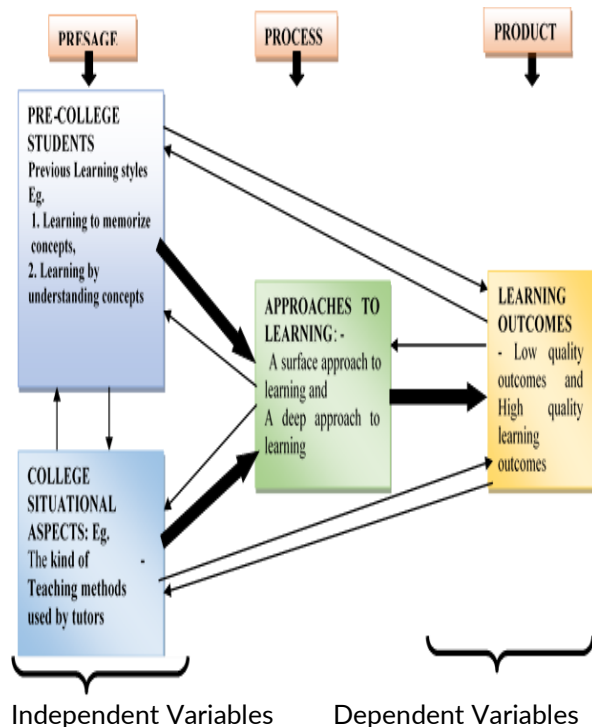 PRESAGE
PROCESS
PRODUCT
PRE-COLLEGE
STUDENTS
Previous Learning styles
Eg.
1. Learning to memorize
concepts,
2. Learning by
understanding concepts
APPROACHES TO
LEARNING: -
A surface approach to
learning and
A deep approach to
learning
LEARNING
OUTCOMES
- Low quality
outcomes and
High quality
learning
outcomes
COLLEGE
SITUATIONAL
ASPECTS: Eg.
The kind of -
Teaching methods
used by tutors
Independent Variables
Dependent Variables